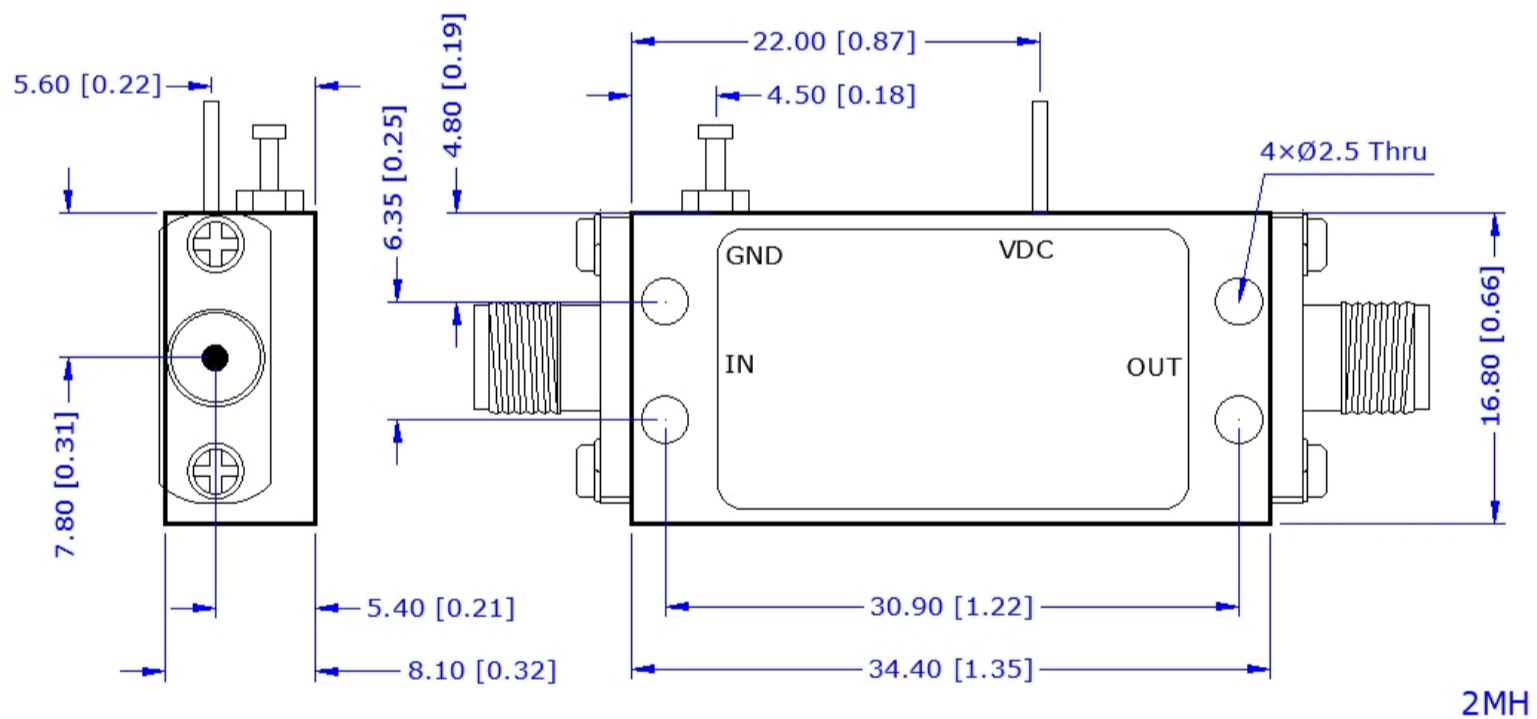 22.00 [0.87]
4.80 [0.19]
5.60 [0.22]
4.50 [0.18]
6.35 [0.25]
4×Ø2.5 Thru
GND
VDC
IN
OUT
16.80 [0.66]
7.80 [0.31]
5.40 [0.21]
30.90 [1.22]
8.10 [0.32]
34.40 [1.35]
2MH